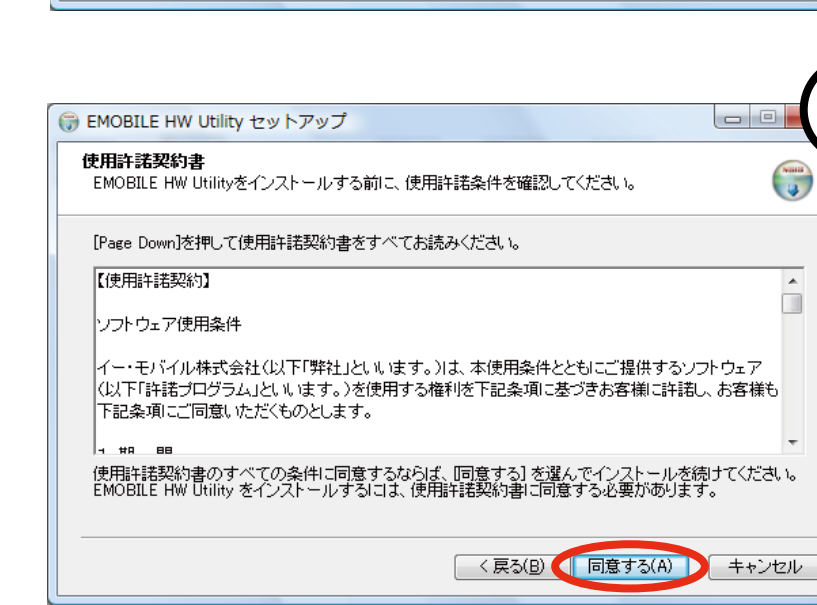 EMOBILE HW Utility セットアップ
使用許諾契約書
EMOBILE HW Utilityをインストールする前に、使用許諾条件を確認してください。
[Page Down]を押して使用許諾契約書をすべてお読みください。
【使用許諾契約】
ソフトウェア使用条件
イー・モバイル株式会社(以下「弊社」といいます。)は、本使用条件とともにご提供するソフトウェア
(以下「許諾プログラム」といいます。)を使用する権利を下記条項に基づきお客様に許諾し、お客様も
下記条項にご同意いただくものとします。
使用許諾契約書のすべての条件に同意するならば、[同意する] を選んでインストールを続けてください。
EMOBILE HW Utility をインストールするには、使用許諾契約書に同意する必要があります。
< 戻る(B) 同意する(A) キャンセル